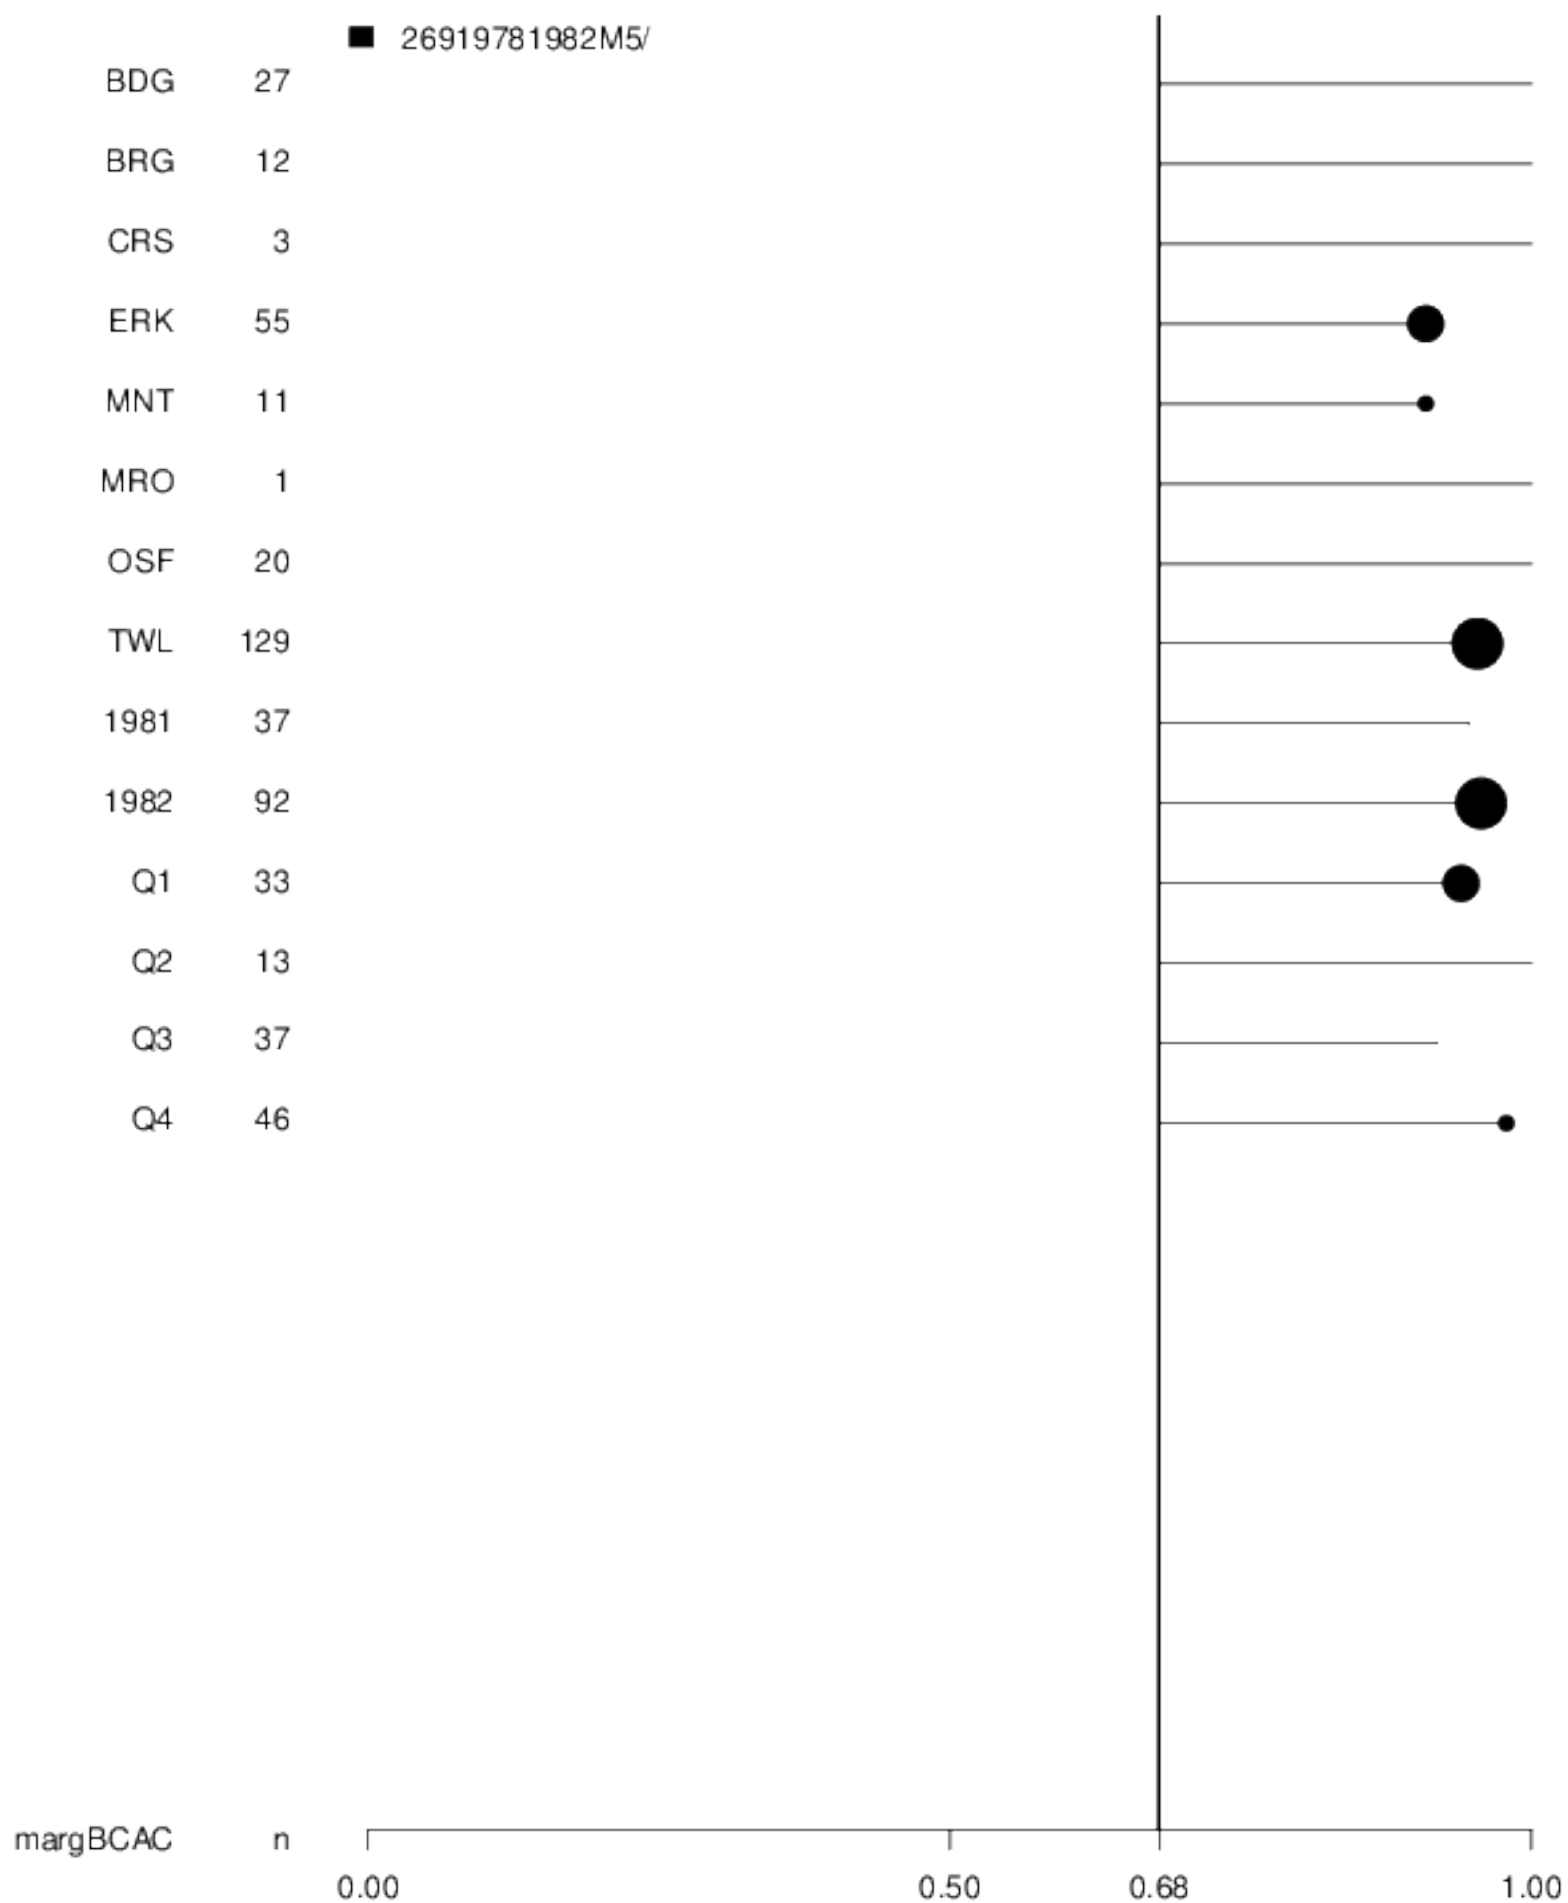 26919781982M5/
BDG 27
BRG 12
CRS 3
ERK 55
MNT 11
MRO 1
OSF 20
TWL 129
1981 37
1982 92
Q1 33
Q2 13
Q3 37
Q4 46
margBCAC n
0.00 0.50 0.68 1.00